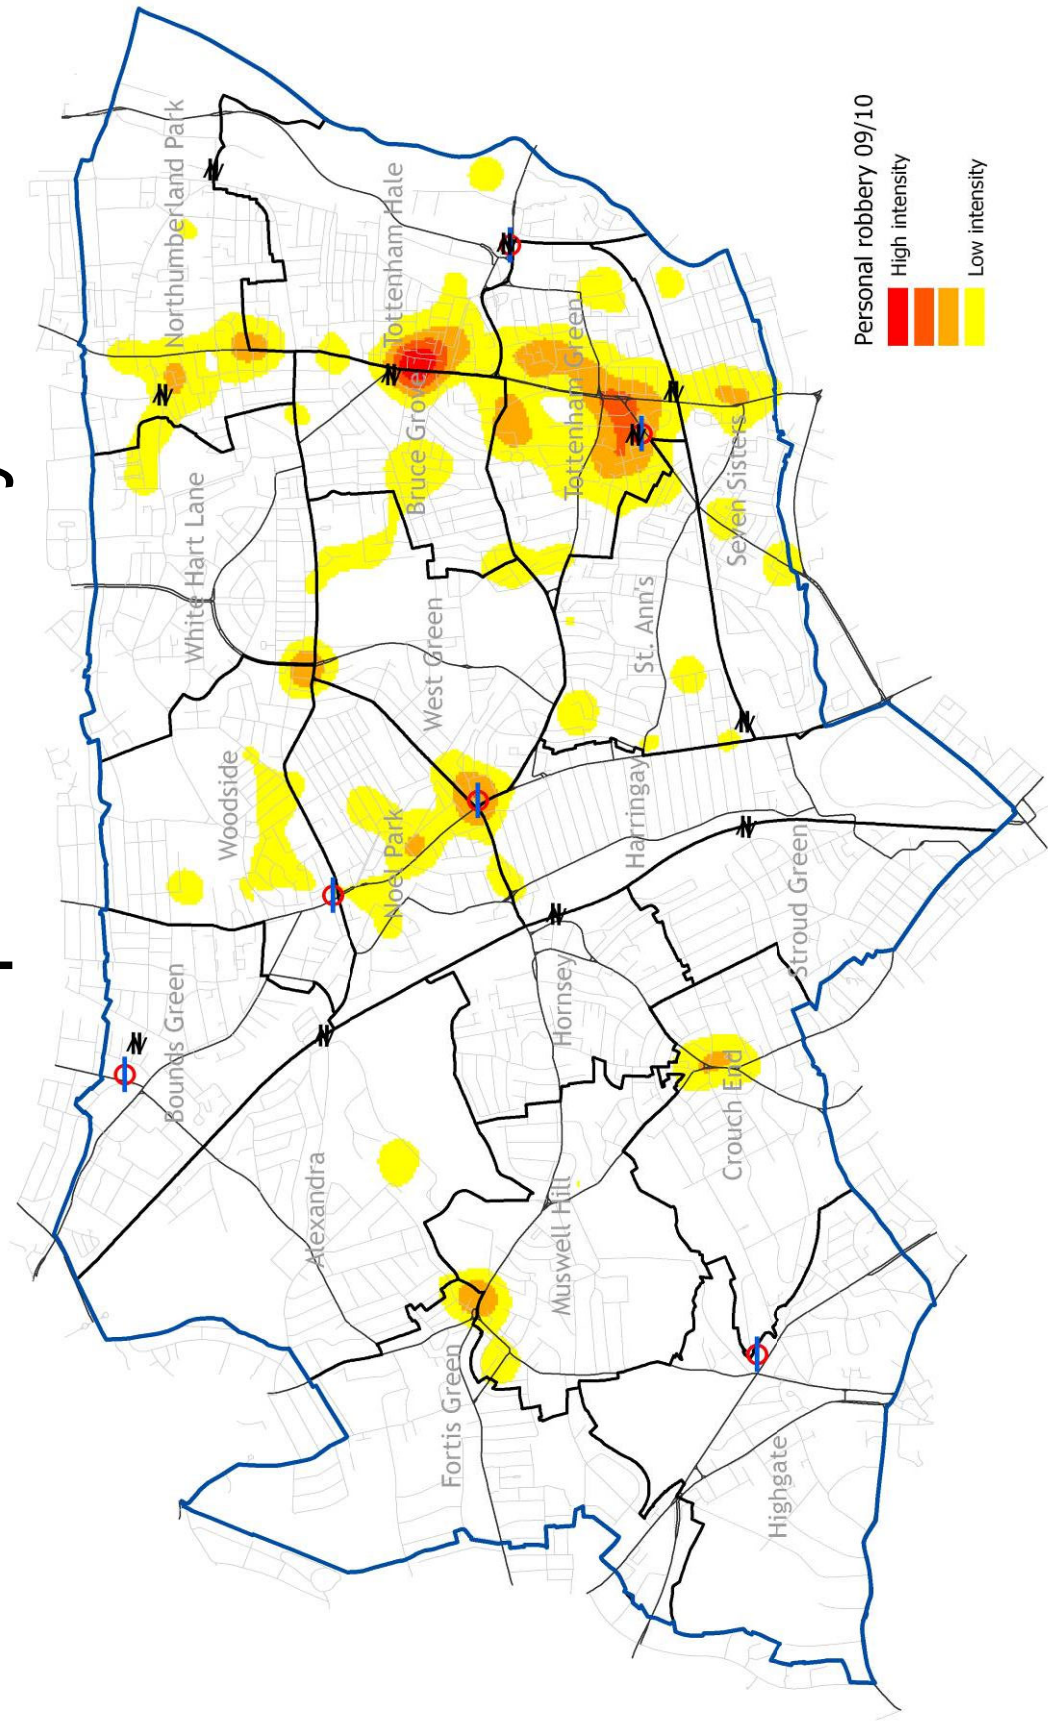 Northumberland Park
White Hart Lane
Woodside
Bounds Green
Tottenham Hale
Bruce Grove
West Green
Noel Park
Alexandra
Fortis Green
Tottenham Green
St. Ann's
Harringay
Hornsey
Muswell Hill
Seven Sisters
Stroud Green
Crouch End
Highgate
Personal robbery 09/10
High intensity
Low intensity